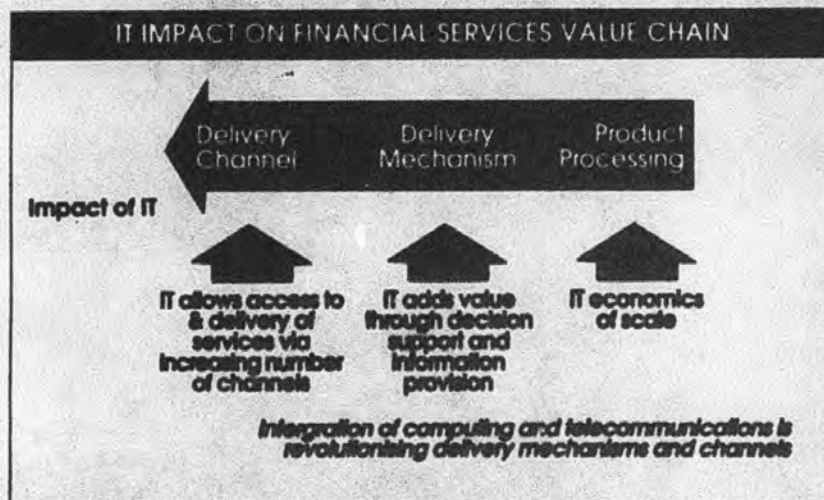 IT IMPACT ON FINANCIAL SERVICES VALUE CHAIN
Delivery
Channel
Delivery
Mechanism
Product
Processing
Impact of IT
IT allows access to
& delivery of
services via
increasing number
of channels
IT adds value
through decision
support and
information
provision
IT economics
of scale
Intergration of computing and telecommunications is
revolutionising delivery mechanisms and channels